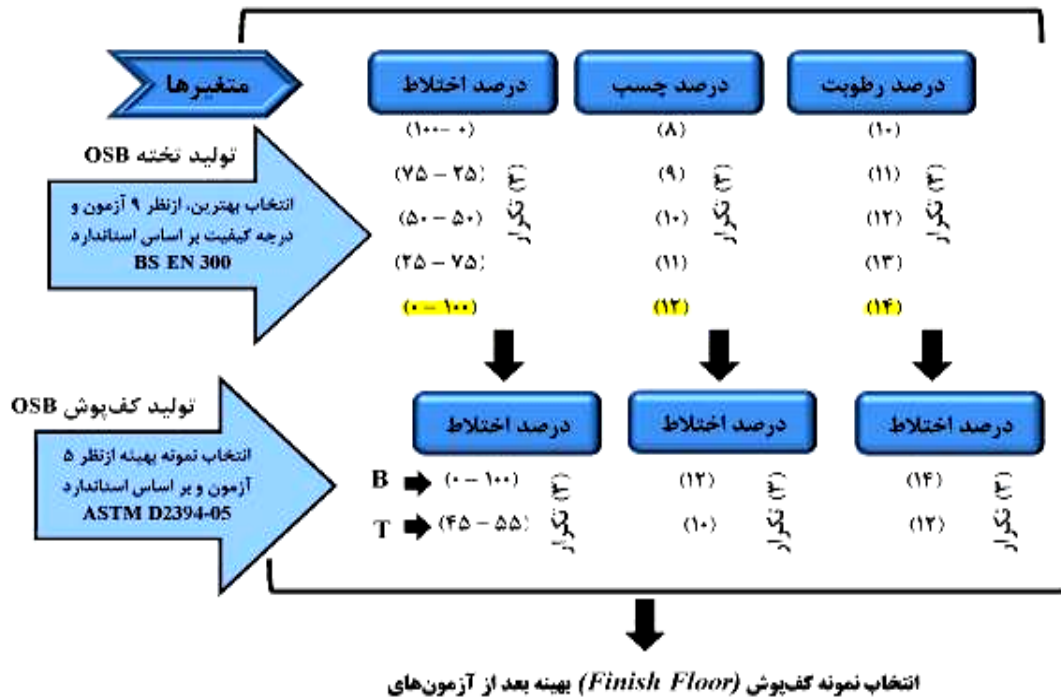 متغیرها
درصد اختلاط
درصد چسب
درصد رطوبت
تولید تخته OSB
انتخاب بهترین، ازنظر ۹ آزمون و
درجه کیفیت بر اساس استاندارد
BS EN 300
(۱۰۰-۰)
(۷۵ – ۲۵)
(۵۰ – ۵۰)
(۲۵ – ۷۵)
(۰ – ۱۰۰)
(۳) تکرار
(۸)
(۹)
(۱۰)
(۱۱)
(۱۲)
(۳) تکرار
(۱۰)
(۱۱)
(۱۲)
(۱۳)
(۱۴)
(۳) تکرار
تولید کف‌پوش OSB
انتخاب نمونه بهینه ازنظر ۵
آزمون و بر اساس استاندارد
ASTM D2394-05
درصد اختلاط
درصد اختلاط
درصد اختلاط
B (۰ – ۱۰۰)
T (۴۵ – ۵۵)
(۳) تکرار
(۱۲)
(۱۰)
(۳) تکرار
(۱۴)
(۱۲)
(۳) تکرار
انتخاب نمونه کف‌پوش (Finish Floor) بهینه بعد از آزمون‌های